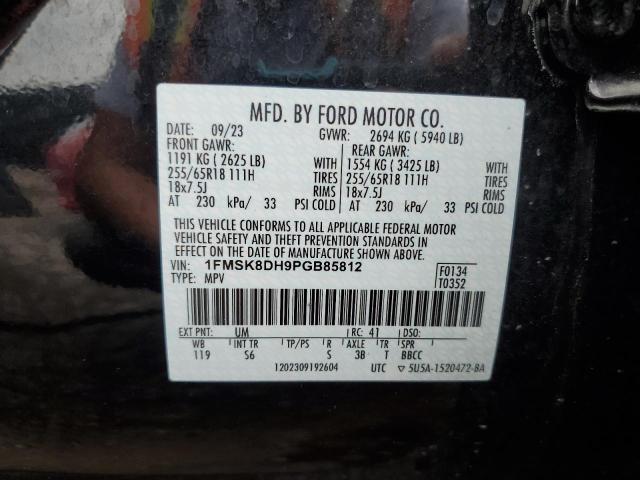 MFD. BY FORD MOTOR CO.
DATE: 09/23 GVWR: 2694 KG ( 5940 LB)
FRONT GAWR: REAR GAWR:
1191 KG ( 2625 LB) WITH 1554 KG ( 3425 LB) WITH
255/65R18 111H TIRES 255/65R18 111H TIRES
18x7.5J RIMS 18x7.5J RIMS
AT 230 kPa/ 33 PSI COLD AT 230 kPa/ 33 PSI COLD
THIS VEHICLE CONFORMS TO ALL APPLICABLE FEDERAL MOTOR
VEHICLE SAFETY AND THEFT PREVENTION STANDARDS IN
EFFECT ON THE DATE OF MANUFACTURE SHOWN ABOVE.
VIN: 1FMSK8DH9PGB85812 F0134
TYPE: MPV T0352
EXT PNT: UM RC: 41 DSO:
WB INT TR TP/PS R AXLE TR SPR
119 S6 S 3B T BBCC
1202309192604 UTC ▽ 5U5A-1520472-BA